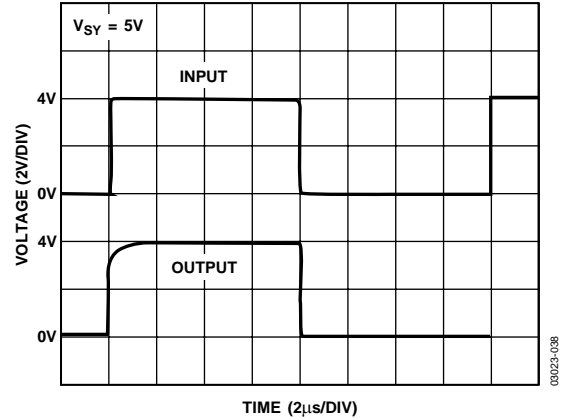 V_SY = 5V
INPUT
4V
0V
4V
OUTPUT
0V
VOLTAGE (2V/DIV)
TIME (2μs/DIV)
03023-038